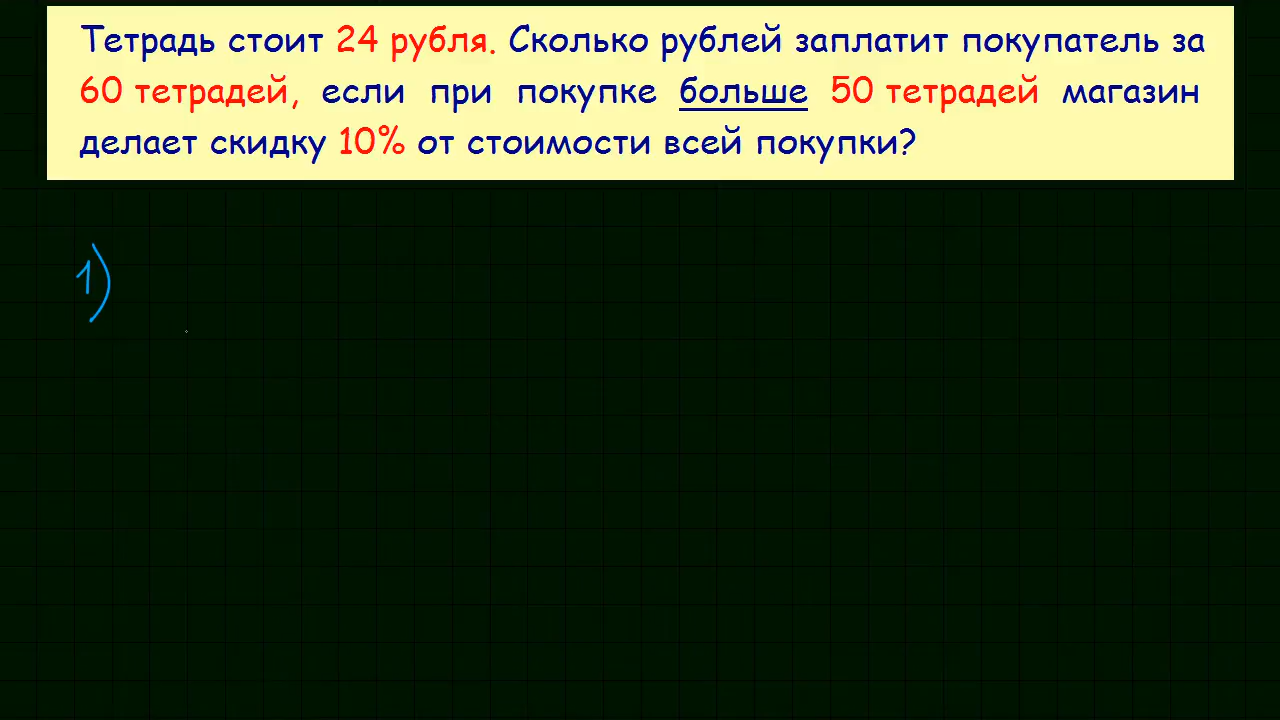 Тетрадь стоит 24 рубля. Сколько рублей заплатит покупатель за
60 тетрадей, если при покупке больше 50 тетрадей магазин
делает скидку 10% от стоимости всей покупки?
1)